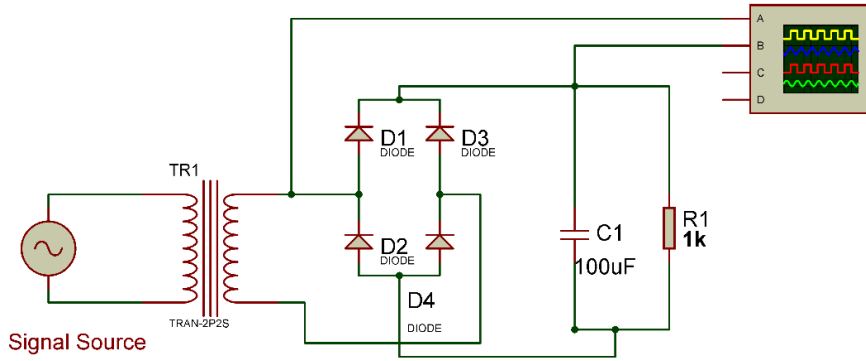 A
B
C
D
TR1
D1
DIODE
D3
DIODE
D2
DIODE
D4
DIODE
C1
100uF
R1
1k
TRAN-2P2S
Signal Source